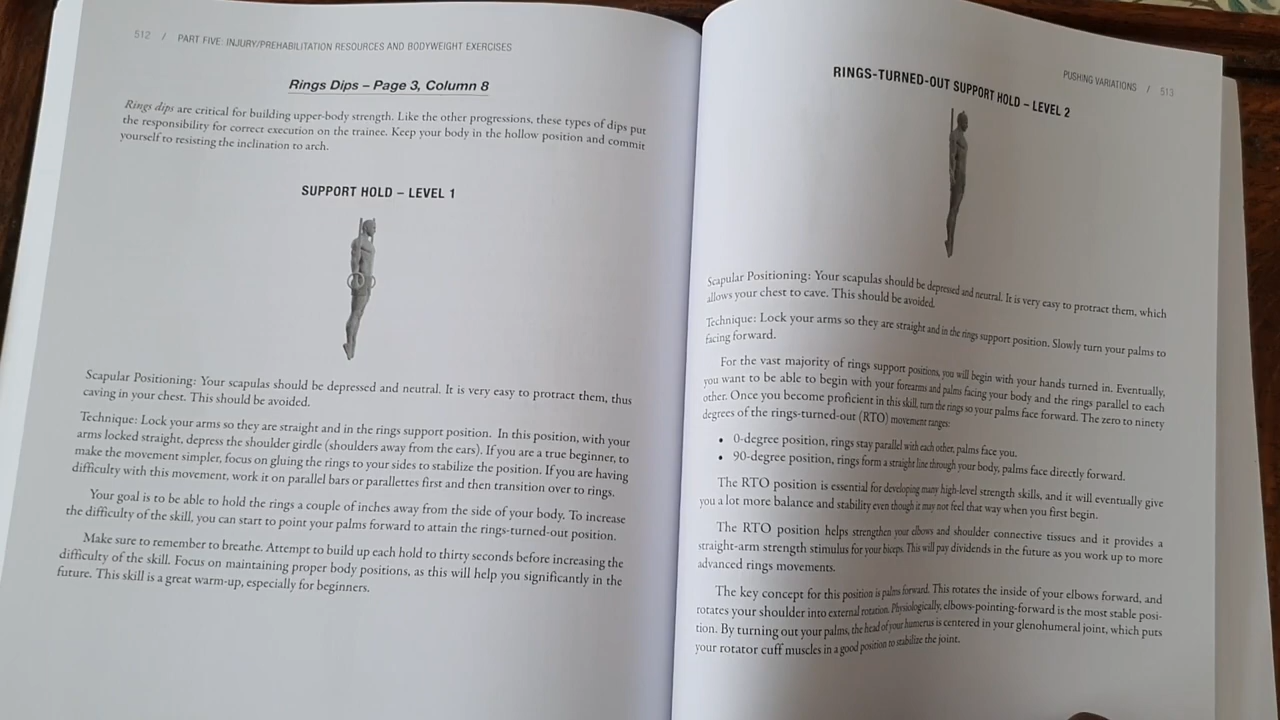 512 / PART FIVE: INJURY/PREHABILITATION RESOURCES AND BODYWEIGHT EXERCISES
Rings Dips – Page 3, Column 8
Rings dips are critical for building upper-body strength. Like the other progressions, these types of dips put
the responsibility for correct execution on the trainee. Keep your body in the hollow position and commit
yourself to resisting the inclination to arch.
SUPPORT HOLD – LEVEL 1
Scapular Positioning: Your scapulas should be depressed and neutral. It is very easy to protract them, thus
caving in your chest. This should be avoided.
Technique: Lock your arms so they are straight and in the rings support position. In this position, with your
arms locked straight, depress the shoulder girdle (shoulders away from the ears). If you are a true beginner, to
make the movement simpler, focus on gluing the rings to your sides to stabilize the position. If you are having
difficulty with this movement, work it on parallel bars or parallettes first and then transition over to rings.
Your goal is to be able to hold the rings a couple of inches away from the side of your body. To increase
the difficulty of the skill, you can start to point your palms forward to attain the rings-turned-out position.
Make sure to remember to breathe. Attempt to build up each hold to thirty seconds before increasing the
difficulty of the skill. Focus on maintaining proper body positions, as this will help you significantly in the
future. This skill is a great warm-up, especially for beginners.
PUSHING VARIATIONS / 513
RINGS-TURNED-OUT SUPPORT HOLD – LEVEL 2
Scapular Positioning: Your scapulas should be depressed and neutral. It is very easy to protract them, which
allows your chest to cave. This should be avoided.
Technique: Lock your arms so they are straight and in the rings support position. Slowly turn your palms to
facing forward.
For the vast majority of rings support positions, you will begin with your hands turned in. Eventually,
you want to be able to begin with your forearms and palms facing your body and the rings parallel to each
other. Once you become proficient in this skill, turn the rings so your palms face forward. The zero to ninety
degrees of the rings-turned-out (RTO) movement ranges:
• 0-degree position, rings stay parallel with each other, palms face you.
• 90-degree position, rings form a straight line through your body, palms face directly forward.
The RTO position is essential for developing many high-level strength skills, and it will eventually give
you a lot more balance and stability even though it may not feel that way when you first begin.
The RTO position helps strengthen your elbows and shoulder connective tissues and it provides a
straight-arm strength stimulus for your biceps. This will pay dividends in the future as you work up to more
advanced rings movements.
The key concept for this position is palms forward. This rotates the inside of your elbows forward, and
rotates your shoulder into external rotation. Physiologically, elbows-pointing-forward is the most stable posi-
tion. By turning out your palms, the head of your humerus is centered in your glenohumeral joint, which puts
your rotator cuff muscles in a good position to stabilize the joint.